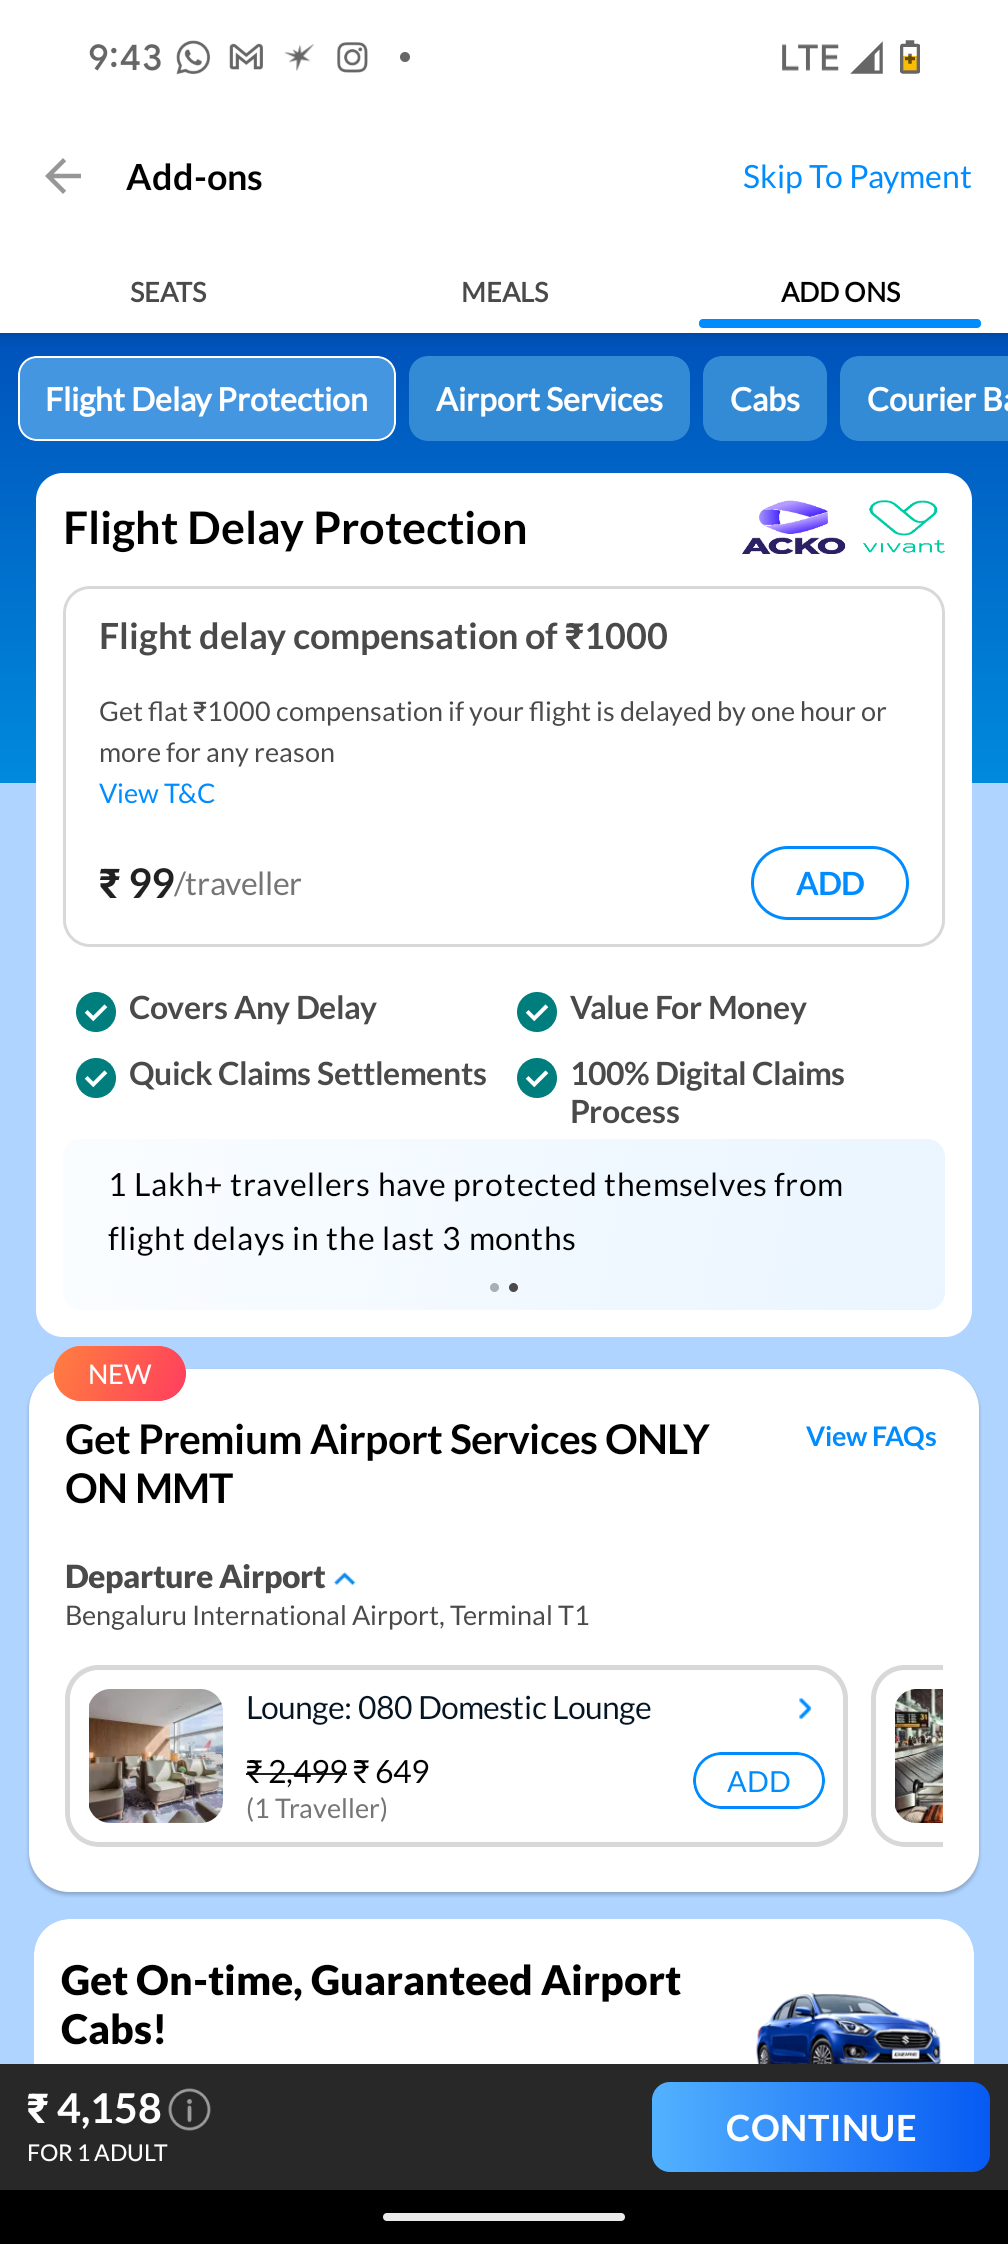 9:43
LTE
Add-ons
Skip To Payment
SEATS
MEALS
ADD ONS
Flight Delay Protection
Airport Services
Cabs
Courier Ba
Flight Delay Protection
ACKO
vivant
Flight delay compensation of ₹1000
Get flat ₹1000 compensation if your flight is delayed by one hour or
more for any reason
View T&C
₹ 99/traveller
ADD
Covers Any Delay
Value For Money
Quick Claims Settlements
100% Digital Claims
Process
1 Lakh+ travellers have protected themselves from
flight delays in the last 3 months
NEW
Get Premium Airport Services ONLY
ON MMT
View FAQs
Departure Airport
Bengaluru International Airport, Terminal T1
Lounge: 080 Domestic Lounge
₹ 2,499 ₹ 649
(1 Traveller)
ADD
Get On-time, Guaranteed Airport
Cabs!
₹ 4,158
FOR 1 ADULT
CONTINUE